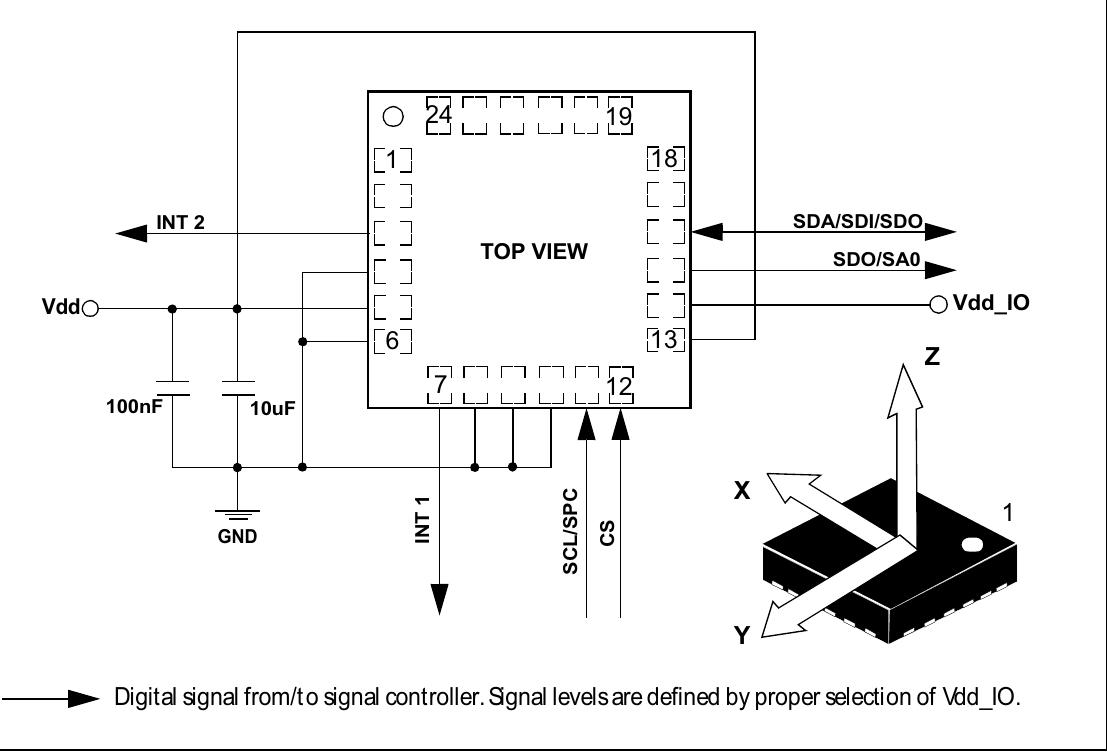 24 19
1 18
INT 2
SDA/SDI/SDO
TOP VIEW
SDO/SA0
Vdd
Vdd_IO
6 13
7 12
100nF 10uF
GND
INT 1
SCL/SPC
CS
Z
X
1
Y
Digital signal from/to signal controller. Signal levels are defined by proper selection of Vdd_IO.